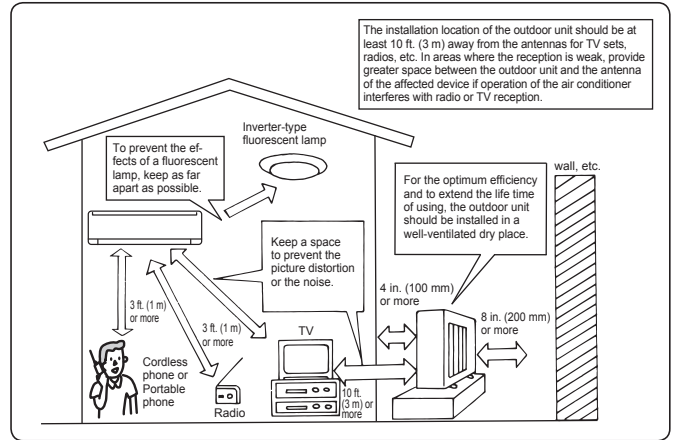 The installation location of the outdoor unit should be at
least 10 ft. (3 m) away from the antennas for TV sets,
radios, etc. In areas where the reception is weak, provide
greater space between the outdoor unit and the antenna
of the affected device if operation of the air conditioner
interferes with radio or TV reception.
Inverter-type
fluorescent lamp
To prevent the ef-
fects of a fluorescent
lamp, keep as far
apart as possible.
wall, etc.
For the optimum efficiency
and to extend the life time
of using, the outdoor unit
should be installed in a
well-ventilated dry place.
Keep a space
to prevent the
picture distortion
or the noise.
4 in. (100 mm)
or more
8 in. (200 mm)
or more
3 ft. (1 m)
or more
3 ft. (1 m)
or more
TV
Cordless
phone or
Portable
phone
Radio
10 ft.
(3 m) or
more